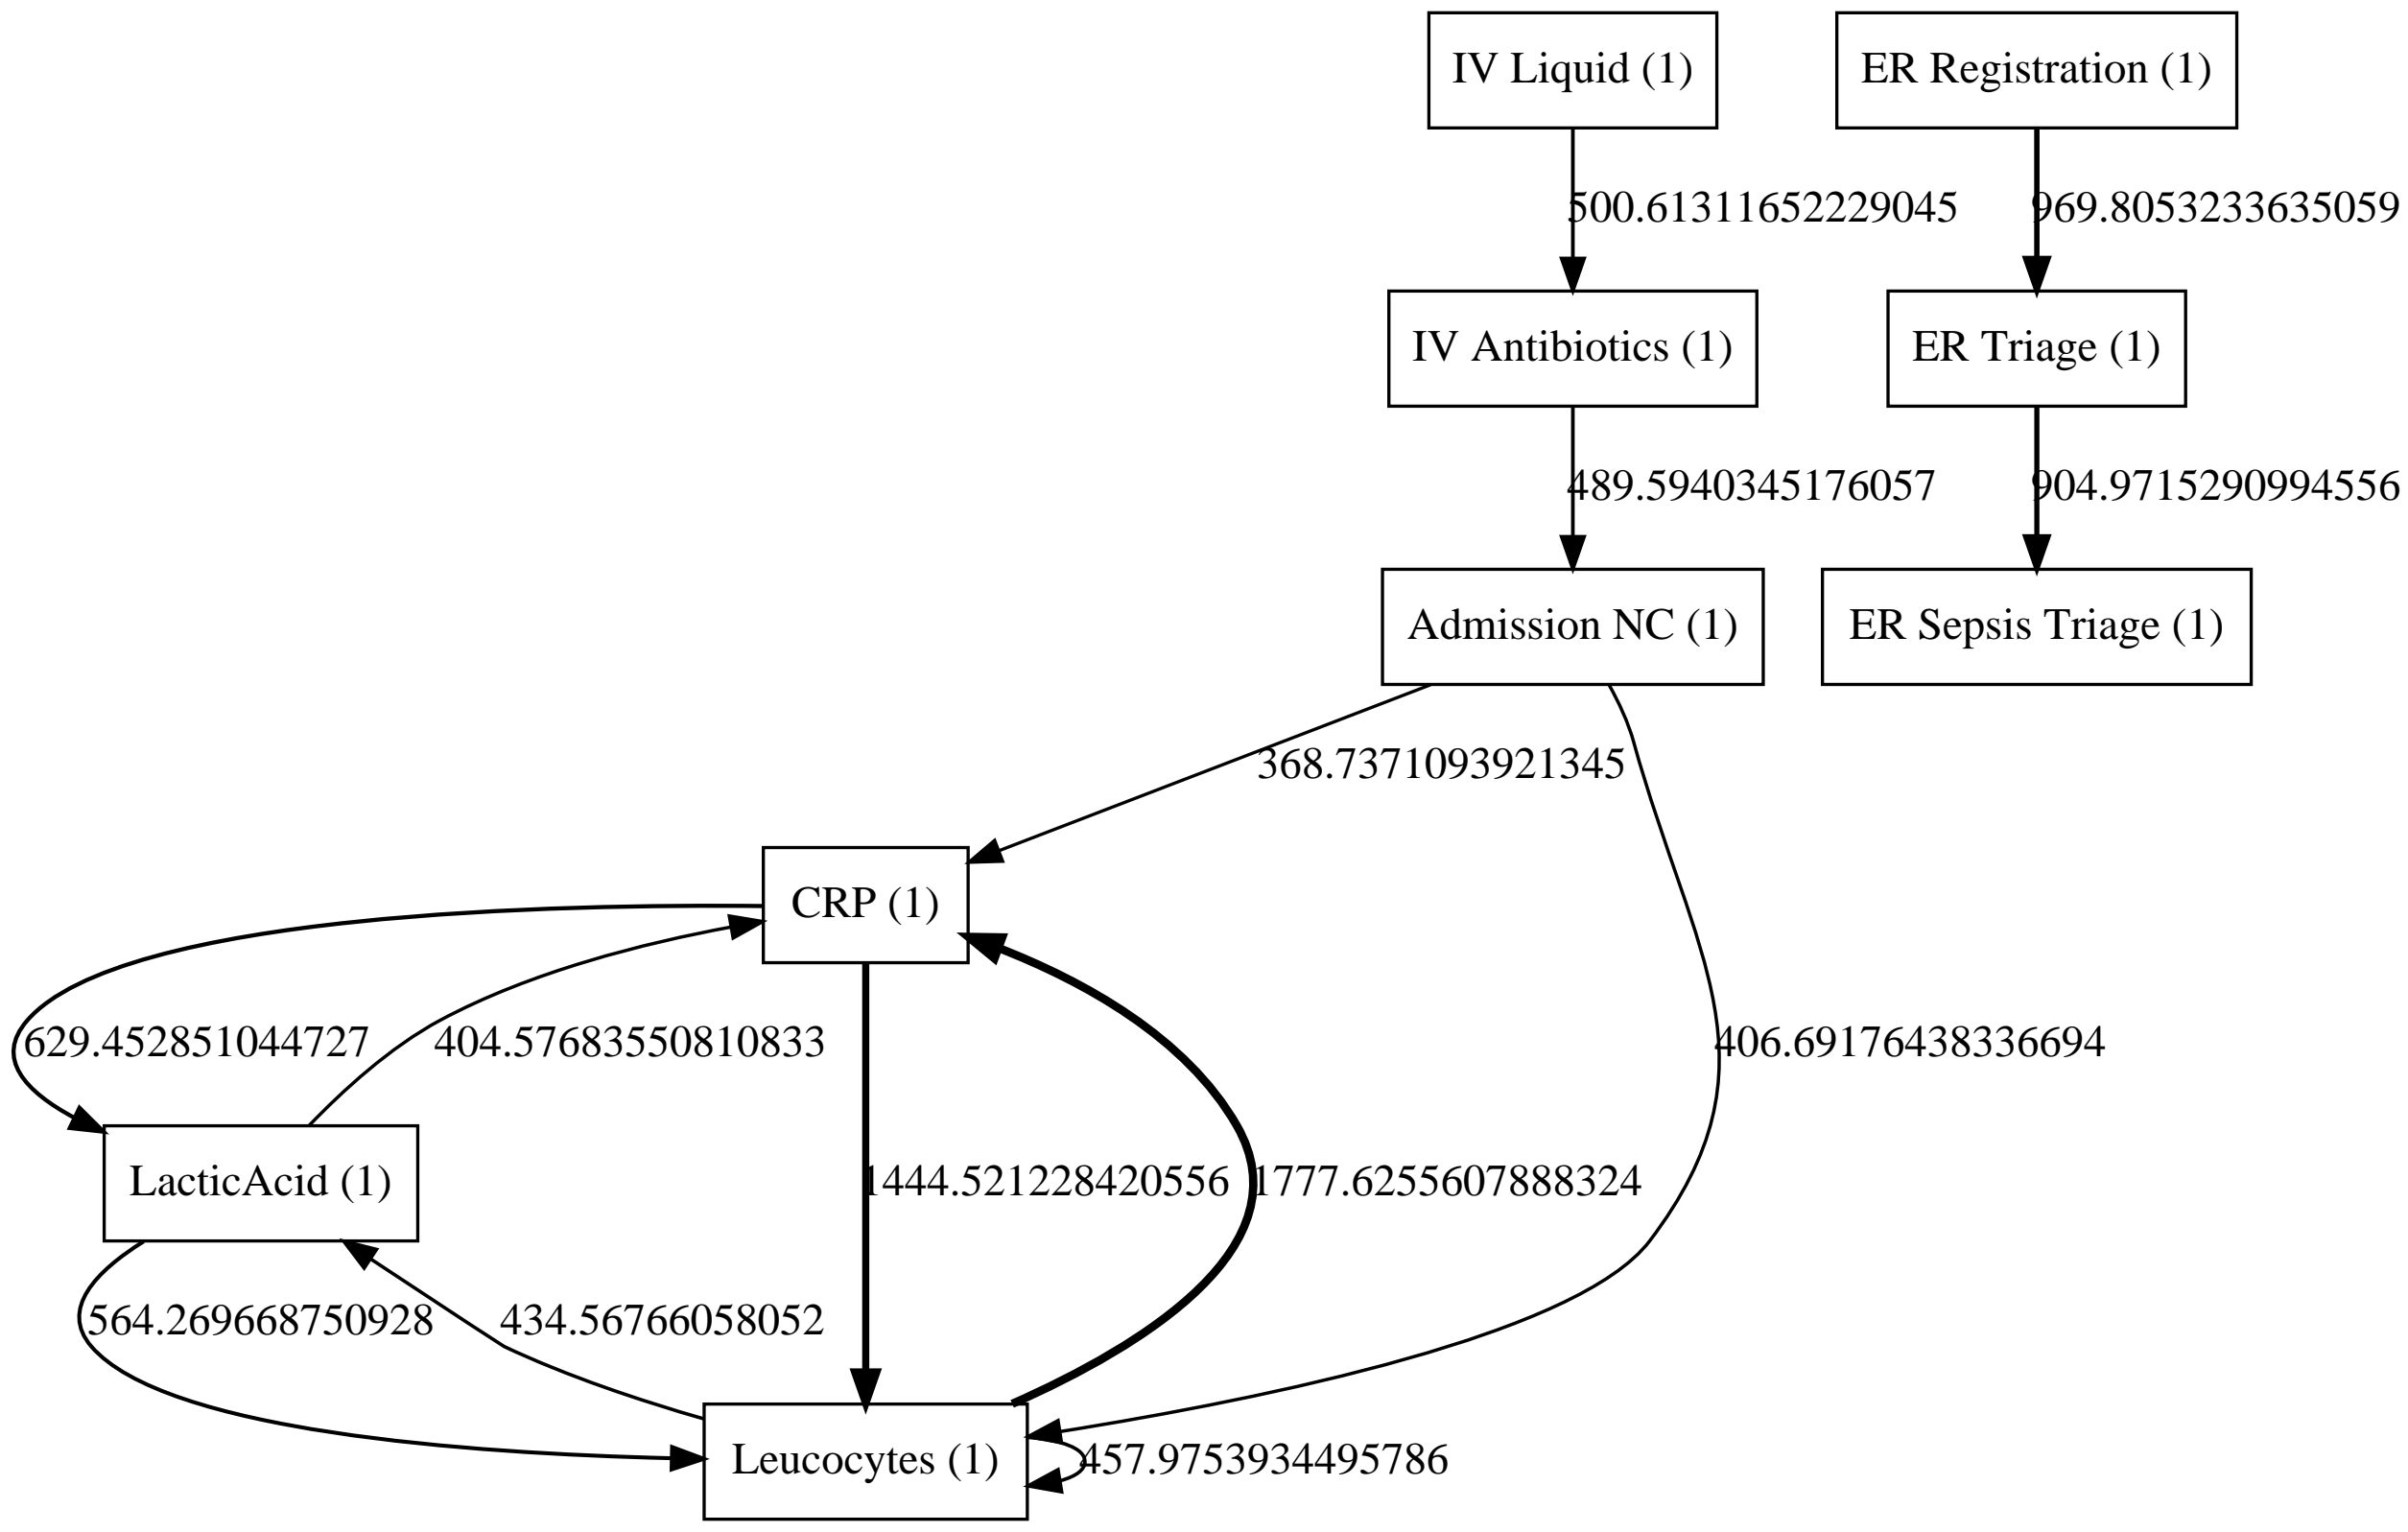 IV Liquid (1)
ER Registration (1)
500.61311652229045
969.8053233635059
IV Antibiotics (1)
ER Triage (1)
489.5940345176057
904.9715290994556
Admission NC (1)
ER Sepsis Triage (1)
368.7371093921345
CRP (1)
629.452851044727
404.57683550810833
406.69176438336694
LacticAcid (1)
1444.521228420556
1777.6255607888324
564.269668750928
434.56766058052
Leucocytes (1)
457.9753934495786